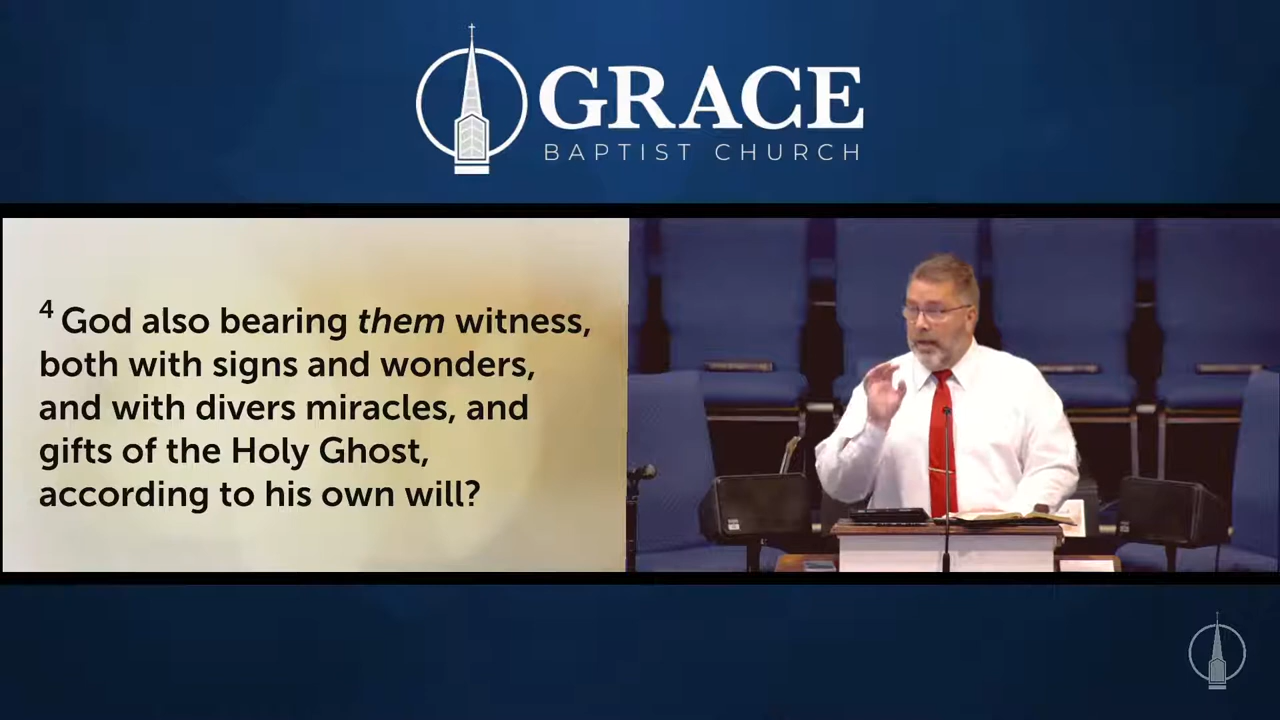 GRACE
BAPTIST CHURCH
4 God also bearing them witness,
both with signs and wonders,
and with divers miracles, and
gifts of the Holy Ghost,
according to his own will?